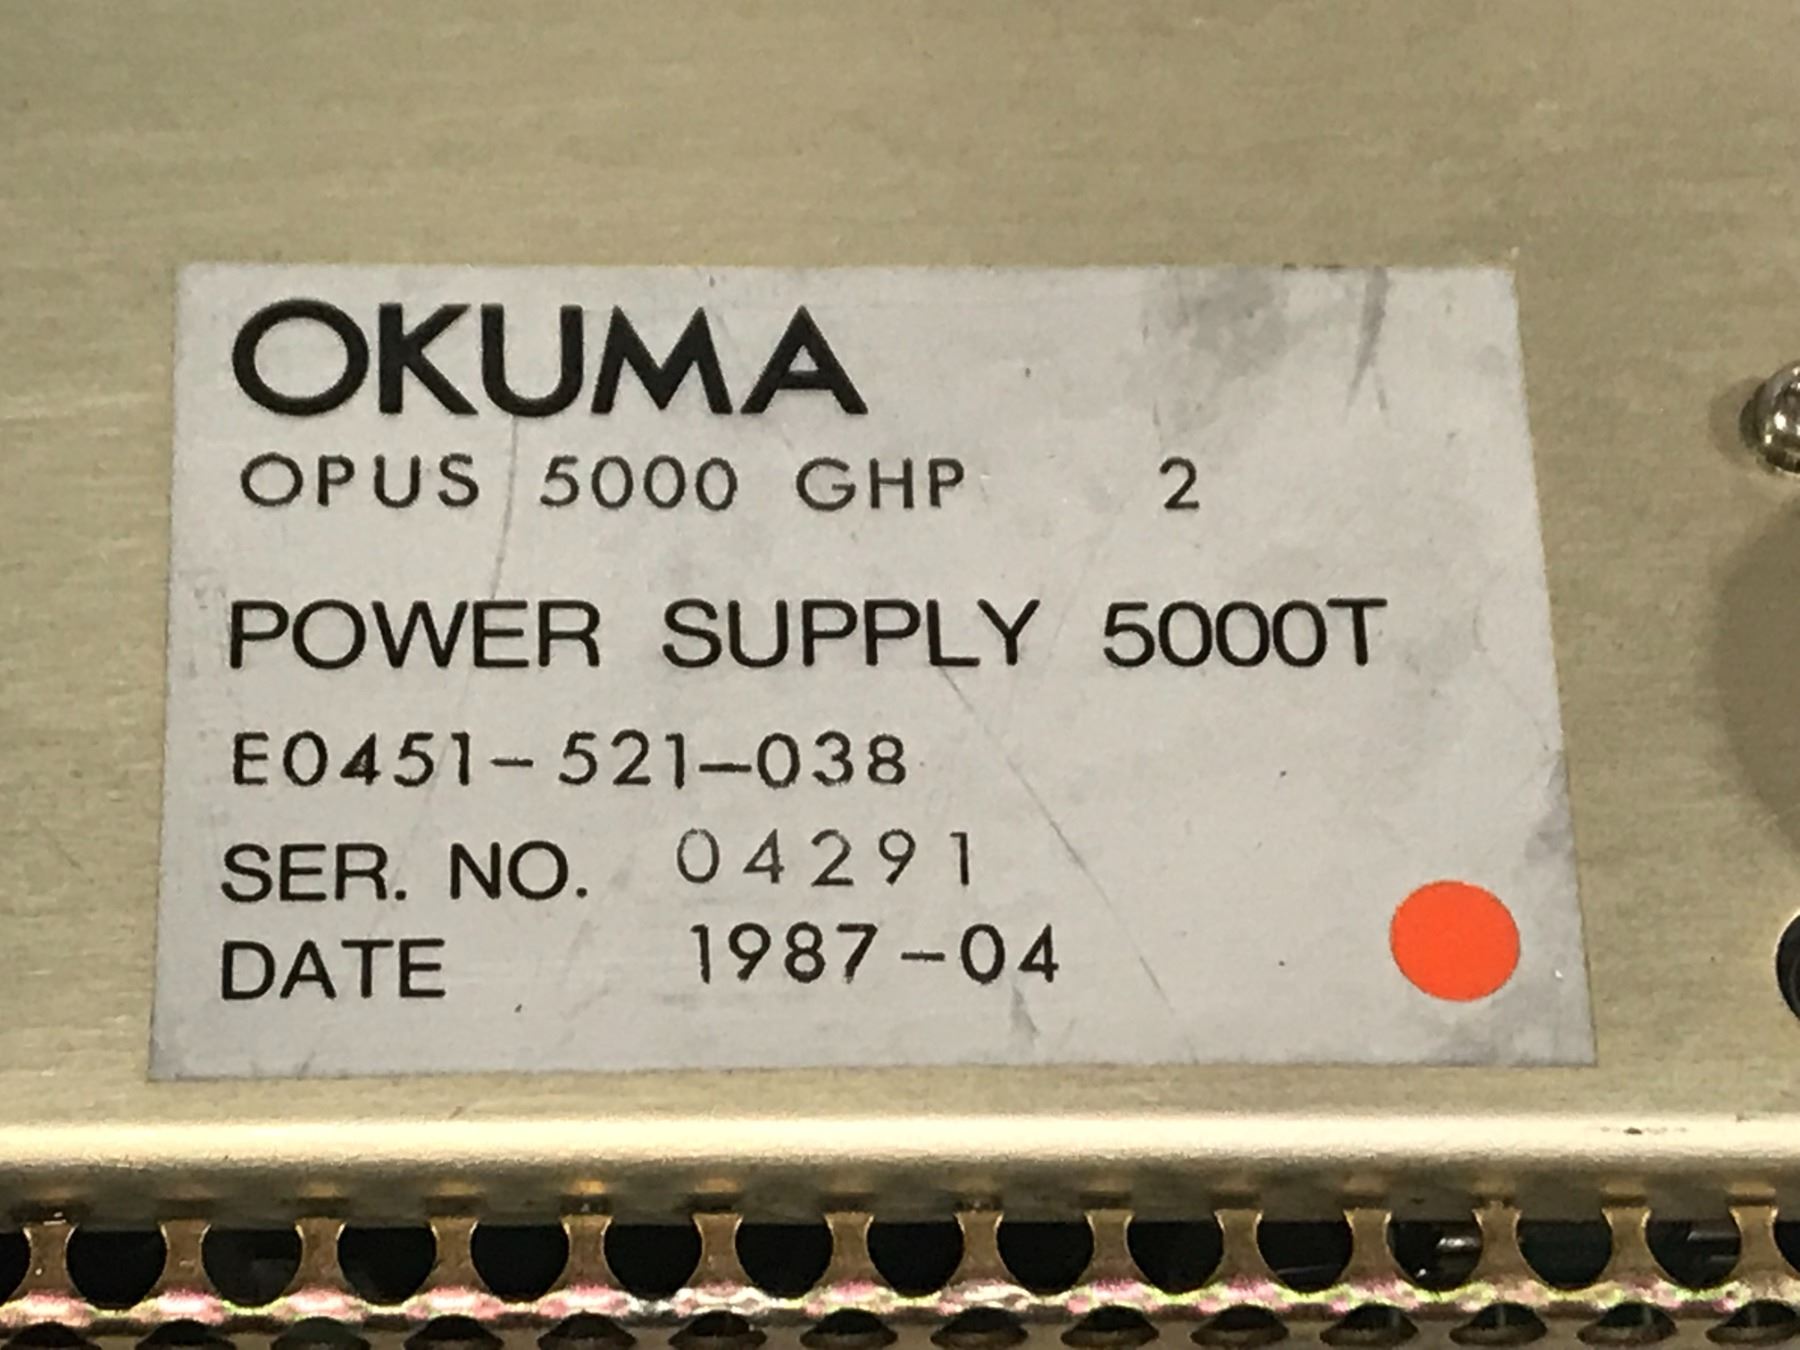 OKUMA
OPUS 5000 GHP 2
POWER SUPPLY 5000T
E0451-521-038
SER. NO. 04291
DATE 1987-04